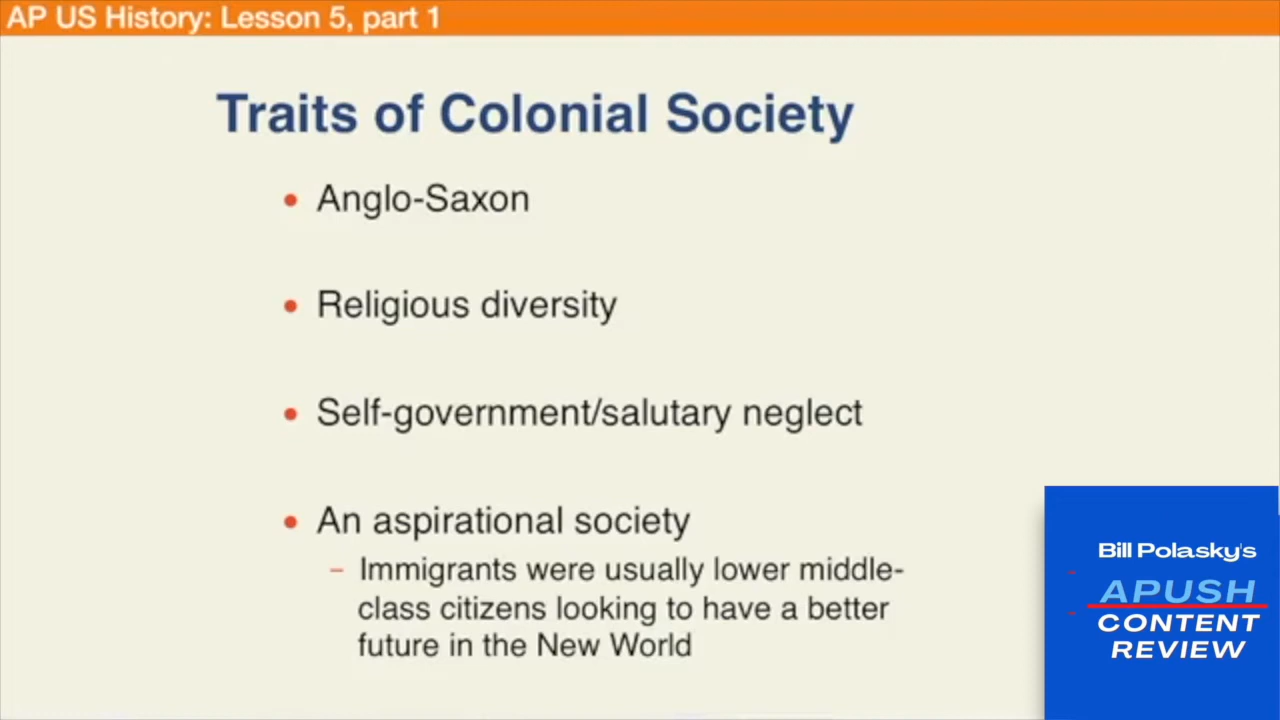 AP US History: Lesson 5, part 1
Traits of Colonial Society
• Anglo-Saxon
• Religious diversity
• Self-government/salutary neglect
• An aspirational society
– Immigrants were usually lower middle-
class citizens looking to have a better
future in the New World
Bill Polasky's
APUSH
CONTENT
REVIEW